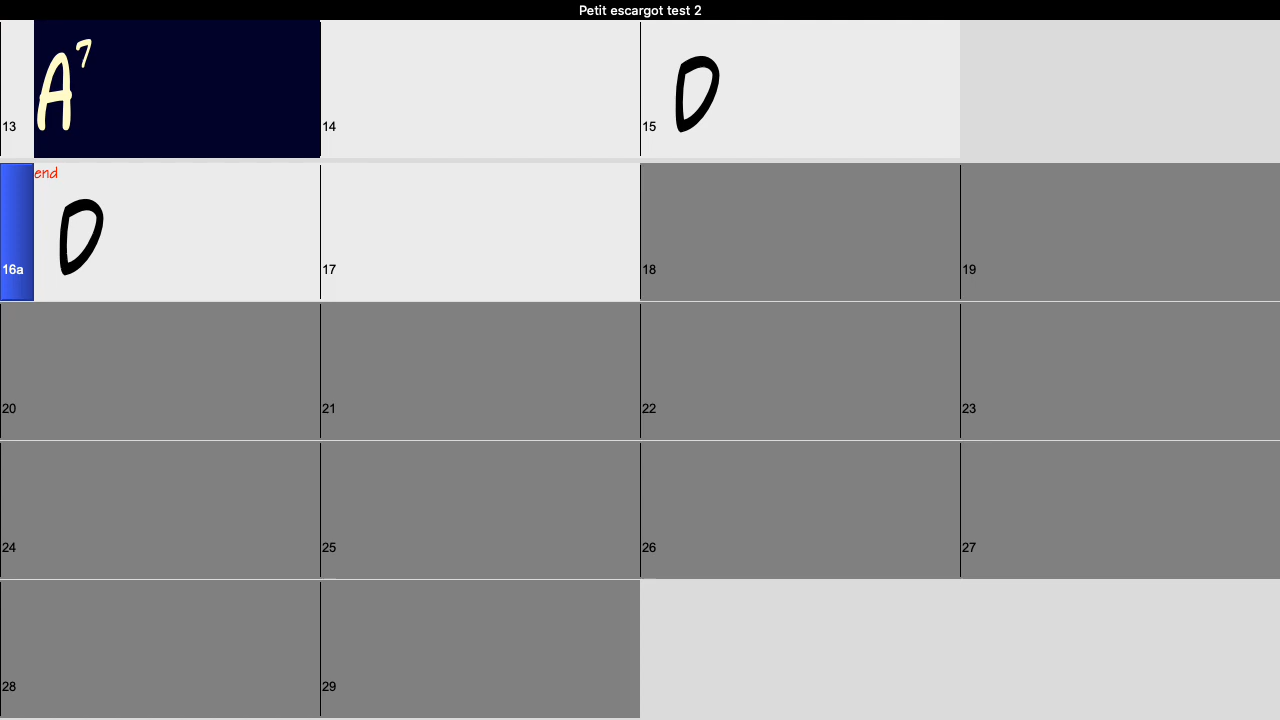 Petit escargot test 2
A7
13 14 15 D
end
D
16a 17 18 19
20 21 22 23
24 25 26 27
28 29